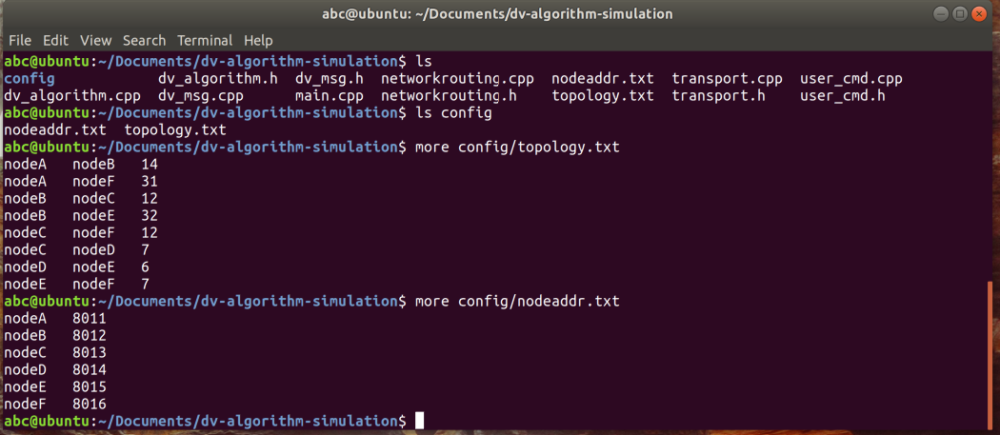 abc@ubuntu: ~/Documents/dv-algorithm-simulation
File Edit View Search Terminal Help
abc@ubuntu:~/Documents/dv-algorithm-simulation$ ls
config dv_algorithm.h dv_msg.h networkrouting.cpp nodeaddr.txt transport.cpp user_cmd.cpp
dv_algorithm.cpp dv_msg.cpp main.cpp networkrouting.h topology.txt transport.h user_cmd.h
abc@ubuntu:~/Documents/dv-algorithm-simulation$ ls config
nodeaddr.txt topology.txt
abc@ubuntu:~/Documents/dv-algorithm-simulation$ more config/topology.txt
nodeA nodeB 14
nodeA nodeF 31
nodeB nodeC 12
nodeB nodeE 32
nodeC nodeF 12
nodeC nodeD 7
nodeD nodeE 6
nodeE nodeF 7
abc@ubuntu:~/Documents/dv-algorithm-simulation$ more config/nodeaddr.txt
nodeA 8011
nodeB 8012
nodeC 8013
nodeD 8014
nodeE 8015
nodeF 8016
abc@ubuntu:~/Documents/dv-algorithm-simulation$